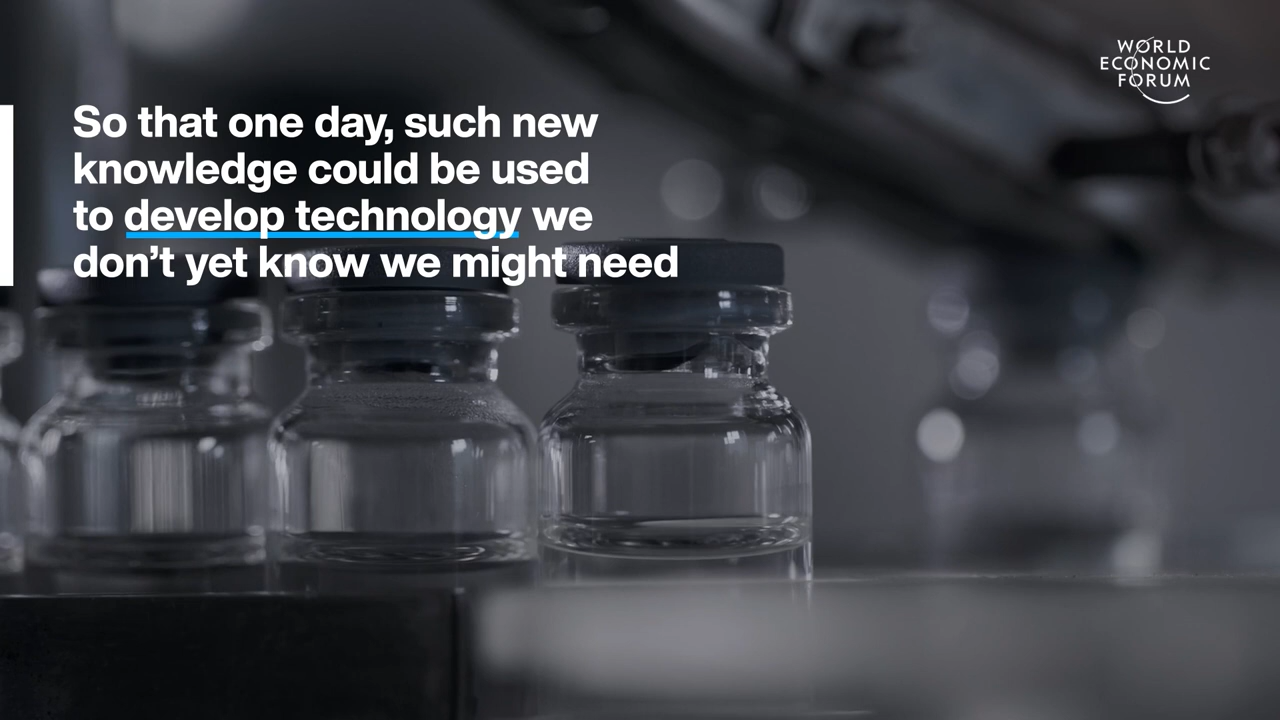 So that one day, such new
knowledge could be used
to develop technology we
don't yet know we might need
WORLD
ECONOMIC
FORUM